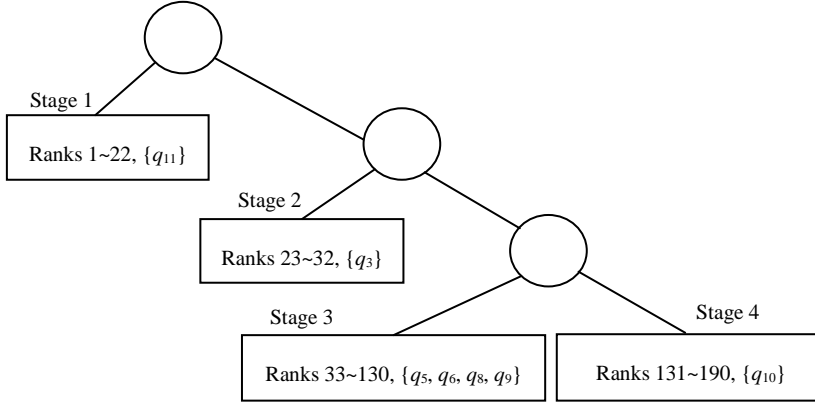 Stage 1
Ranks 1~22, {q11}
Stage 2
Ranks 23~32, {q3}
Stage 3
Ranks 33~130, {q5, q6, q8, q9}
Stage 4
Ranks 131~190, {q10}